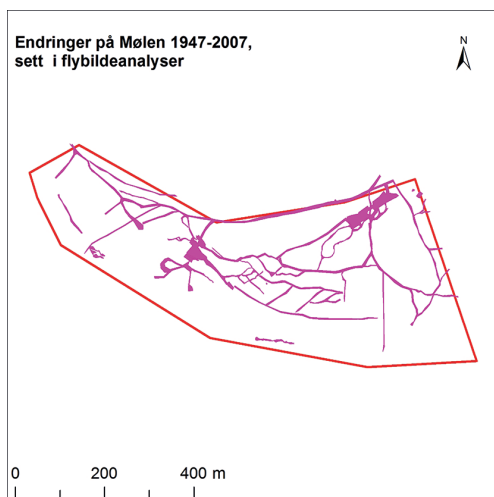 Endringer på Mølen 1947-2007,
sett i flybildeanalyser
N
0 200 400 m